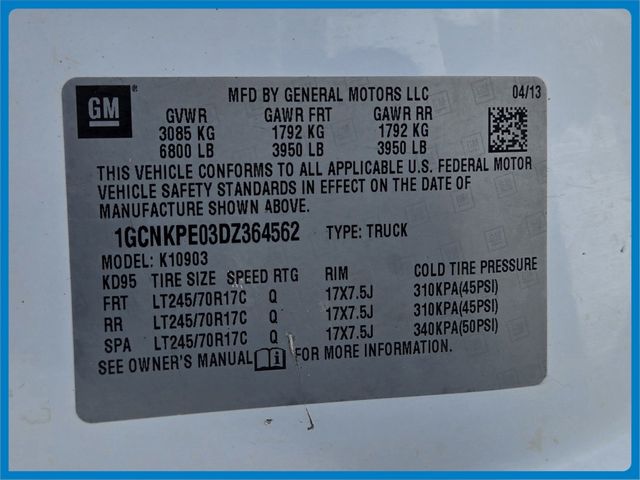 GM
MFD BY GENERAL MOTORS LLC 04/13
GVWR GAWR FRT GAWR RR
3085 KG 1792 KG 1792 KG
6800 LB 3950 LB 3950 LB
THIS VEHICLE CONFORMS TO ALL APPLICABLE U.S. FEDERAL MOTOR
VEHICLE SAFETY STANDARDS IN EFFECT ON THE DATE OF
MANUFACTURE SHOWN ABOVE.
1GCNKPE03DZ364562 TYPE: TRUCK
MODEL: K10903
KD95 TIRE SIZE SPEED RTG RIM COLD TIRE PRESSURE
FRT LT245/70R17C Q 17X7.5J 310KPA(45PSI)
RR LT245/70R17C Q 17X7.5J 310KPA(45PSI)
SPA LT245/70R17C Q 17X7.5J 340KPA(50PSI)
SEE OWNER'S MANUAL FOR MORE INFORMATION.